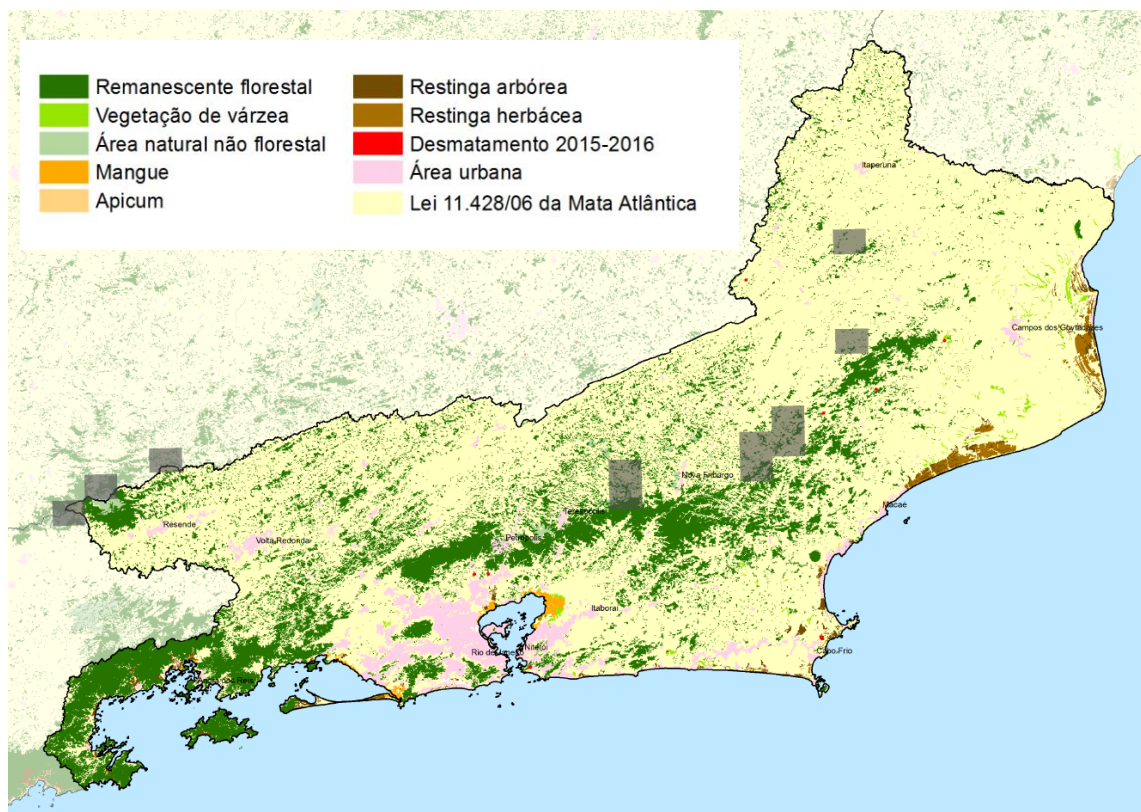 Remanescente florestal
Vegetação de várzea
Área natural não florestal
Mangue
Apicum
Restinga arbórea
Restinga herbácea
Desmatamento 2015-2016
Área urbana
Lei 11.428/06 da Mata Atlântica
Itaperuna
Campos dos Goytacazes
Nova Friburgo
Macaé
Teresópolis
Resende
Petrópolis
Volta Redonda
Itaboraí
Niterói
Rio de Janeiro
Cabo Frio